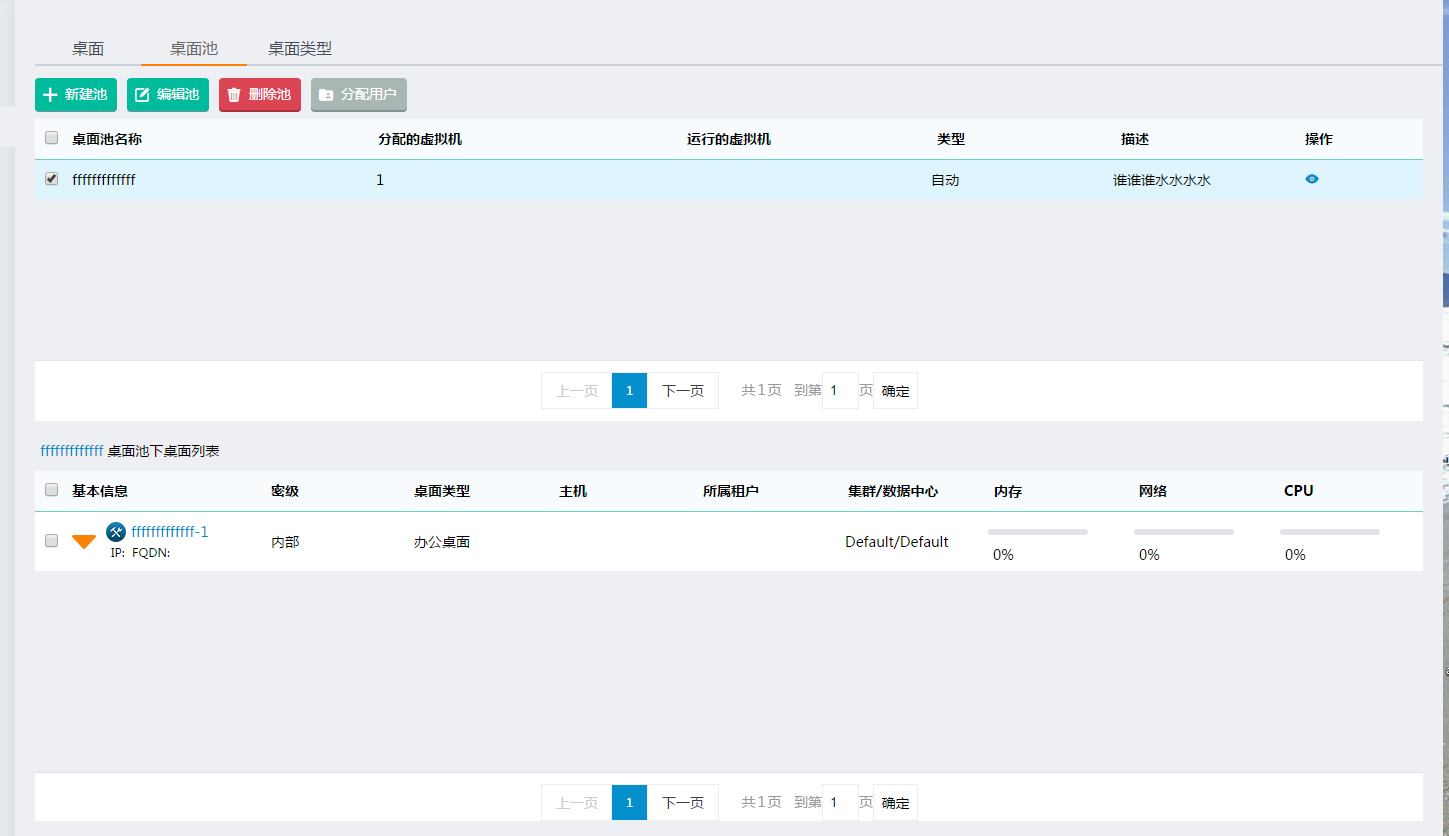 桌面 桌面池 桌面类型
新建池 编辑池 删除池 分配用户
桌面池名称 分配的虚拟机 运行的虚拟机 类型 描述 操作
fffffffffffff 1 自动 谁谁谁水水水水
上一页 1 下一页 共1页 到第 1 页 确定
fffffffffffff 桌面池下桌面列表
基本信息 密级 桌面类型 主机 所属租户 集群/数据中心 内存 网络 CPU
fffffffffffff-1 内部 办公桌面 Default/Default 0% 0% 0%
IP: FQDN:
上一页 1 下一页 共1页 到第 1 页 确定